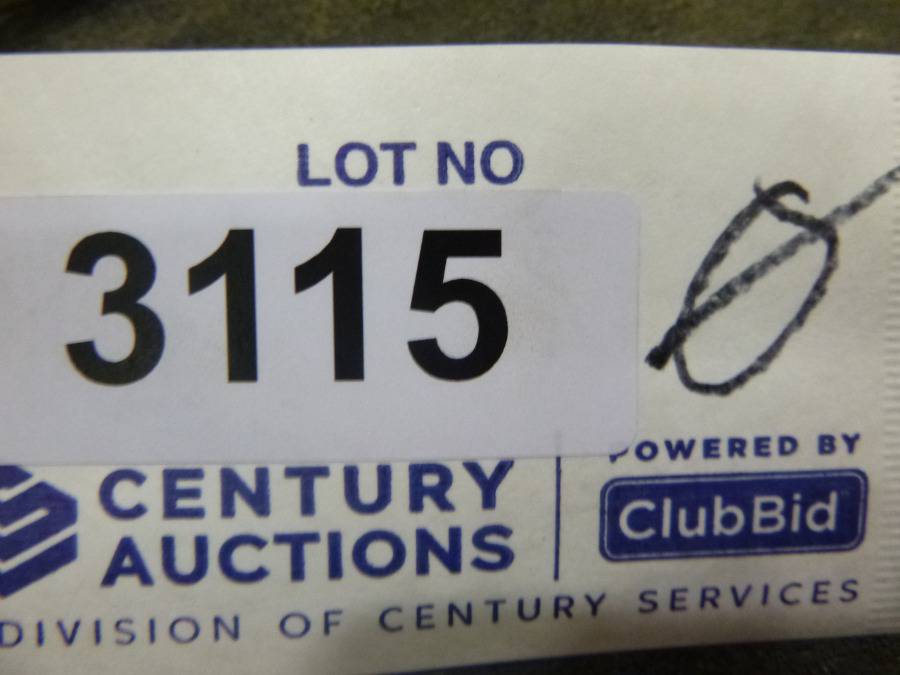 LOT NO
3115
Ø
CENTURY
AUCTIONS
POWERED BY
ClubBid
DIVISION OF CENTURY SERVICES